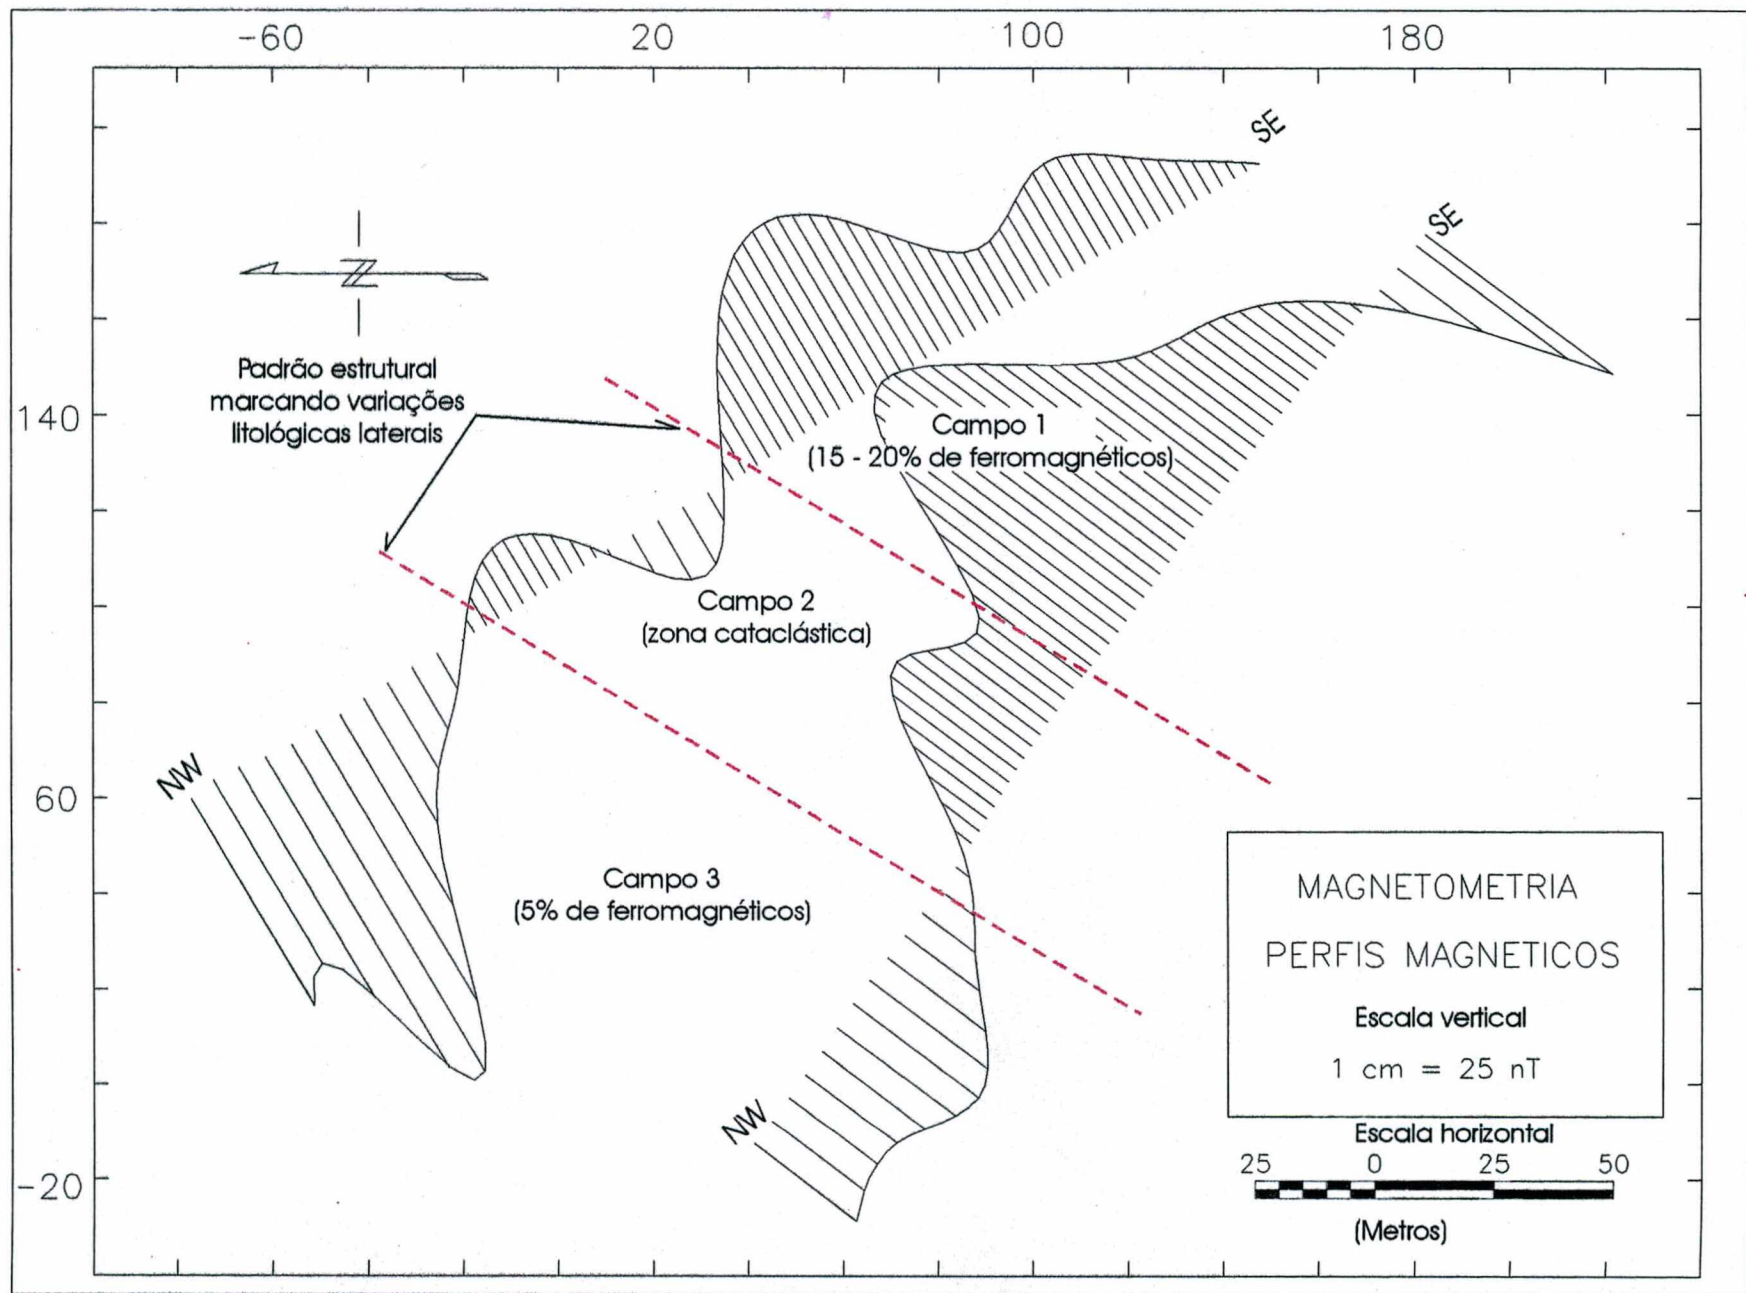 -60 20 100 180
SE
SE
N
Padrão estrutural
marcando variações
litológicas laterais
140
Campo 1
(15 - 20% de ferromagnéticos)
Campo 2
(zona cataclástica)
NW
60
Campo 3
(5% de ferromagnéticos)
MAGNETOMETRIA
PERFIS MAGNETICOS
Escala vertical
1 cm = 25 nT
NW
Escala horizontal
25 0 25 50
-20
(Metros)